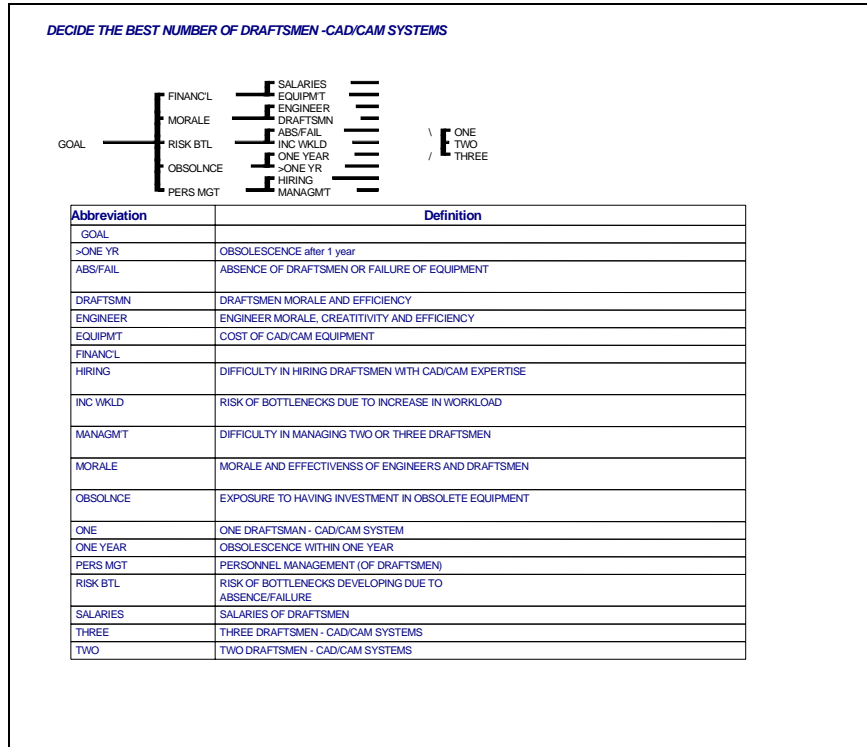 DECIDE THE BEST NUMBER OF DRAFTSMEN -CAD/CAM SYSTEMS
SALARIES
FINANC'L EQUIPM'T
ENGINEER
MORALE DRAFTSMN
ABS/FAIL \ ONE
GOAL RISK BTL INC WKLD TWO
ONE YEAR / THREE
OBSOLNCE >ONE YR
HIRING
PERS MGT MANAGM'T
Abbreviation Definition
GOAL
>ONE YR OBSOLESCENCE after 1 year
ABS/FAIL ABSENCE OF DRAFTSMEN OR FAILURE OF EQUIPMENT
DRAFTSMN DRAFTSMEN MORALE AND EFFICIENCY
ENGINEER ENGINEER MORALE, CREATITIVITY AND EFFICIENCY
EQUIPM'T COST OF CAD/CAM EQUIPMENT
FINANC'L
HIRING DIFFICULTY IN HIRING DRAFTSMEN WITH CAD/CAM EXPERTISE
INC WKLD RISK OF BOTTLENECKS DUE TO INCREASE IN WORKLOAD
MANAGM'T DIFFICULTY IN MANAGING TWO OR THREE DRAFTSMEN
MORALE MORALE AND EFFECTIVENSS OF ENGINEERS AND DRAFTSMEN
OBSOLNCE EXPOSURE TO HAVING INVESTMENT IN OBSOLETE EQUIPMENT
ONE ONE DRAFTSMAN - CAD/CAM SYSTEM
ONE YEAR OBSOLESCENCE WITHIN ONE YEAR
PERS MGT PERSONNEL MANAGEMENT (OF DRAFTSMEN)
RISK BTL RISK OF BOTTLENECKS DEVELOPING DUE TO
ABSENCE/FAILURE
SALARIES SALARIES OF DRAFTSMEN
THREE THREE DRAFTSMEN - CAD/CAM SYSTEMS
TWO TWO DRAFTSMEN - CAD/CAM SYSTEMS